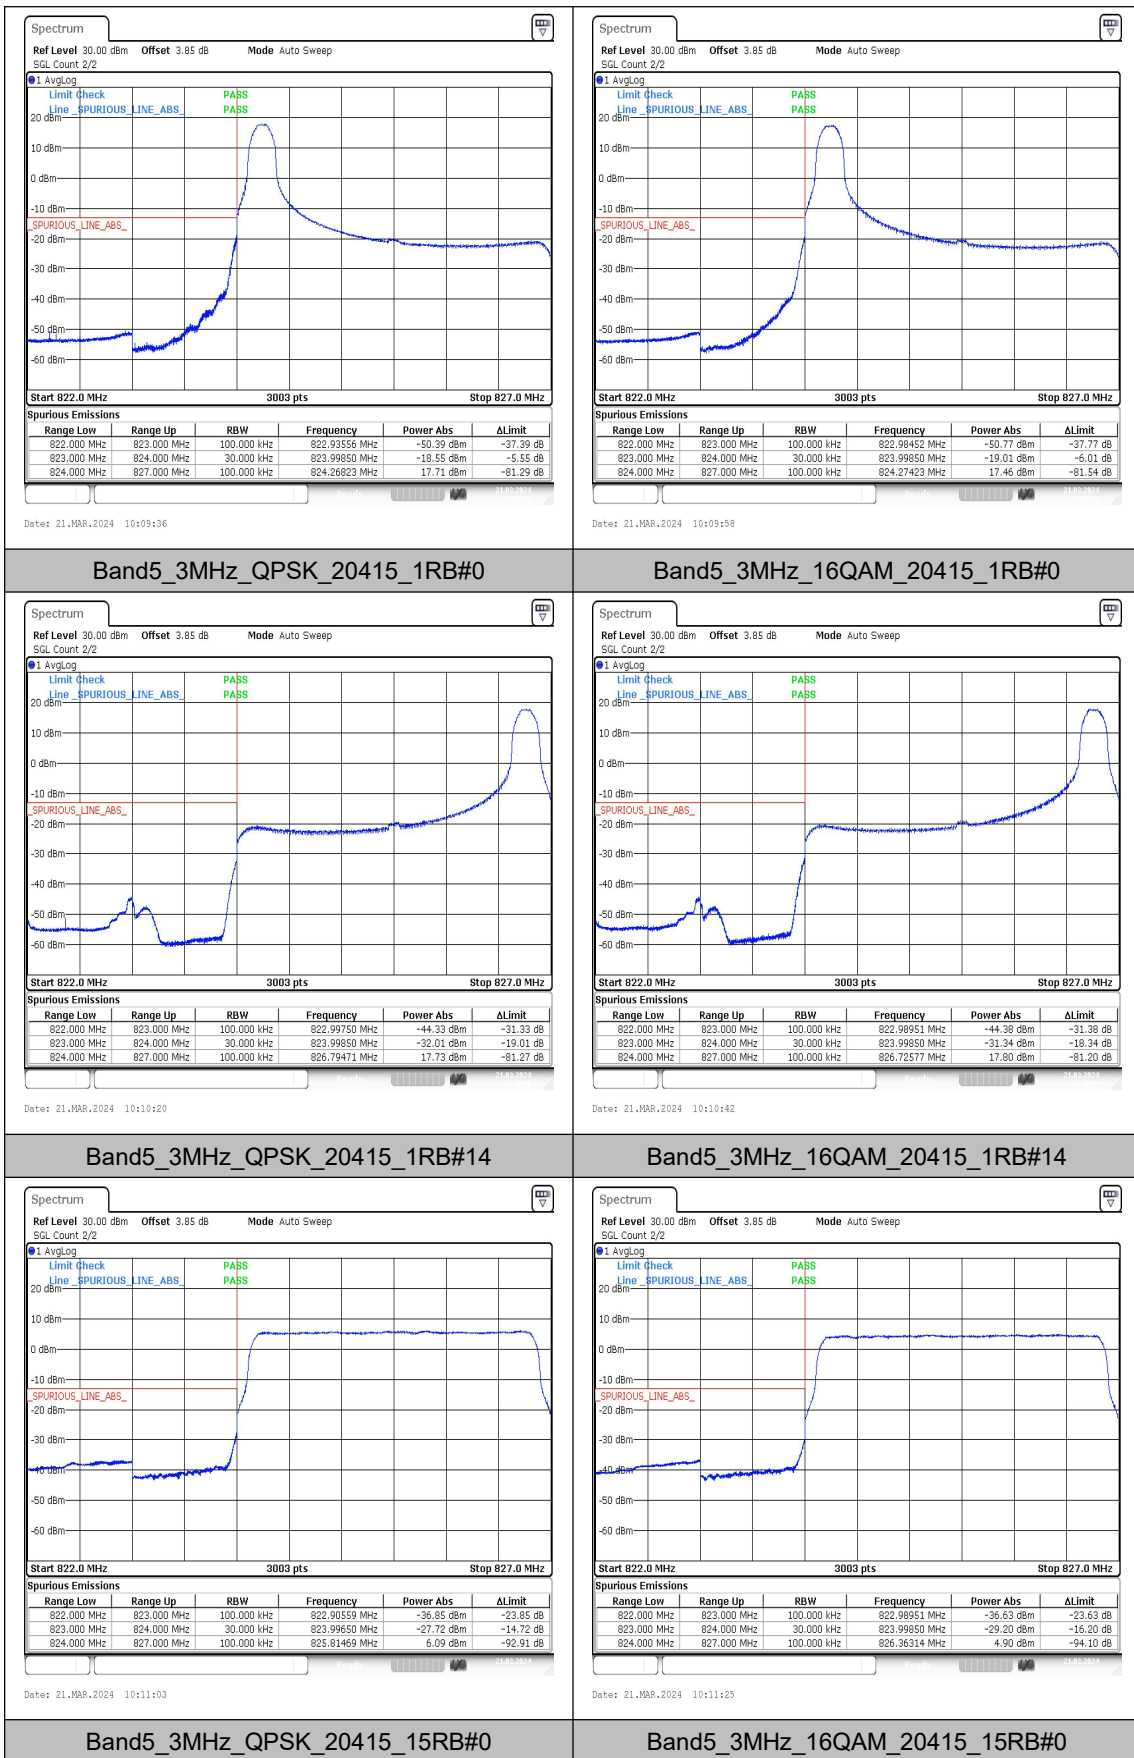 Spectrum
Ref Level 30.00 dBm Offset 3.85 dB Mode Auto Sweep
SGL Count 2/2
1 AvgLog
Limit Check PASS
Line _SPURIOUS_LINE_ABS_ PASS
20 dBm
10 dBm
0 dBm
-10 dBm
_SPURIOUS_LINE_ABS_
-20 dBm
-30 dBm
-40 dBm
-50 dBm
-60 dBm
Start 822.0 MHz 3003 pts Stop 827.0 MHz
Spurious Emissions
Range Low Range Up RBW Frequency Power Abs ΔLimit
822.000 MHz 823.000 MHz 100.000 kHz 822.93556 MHz -50.39 dBm -37.39 dB
823.000 MHz 824.000 MHz 30.000 kHz 823.99850 MHz -18.55 dBm -5.55 dB
824.000 MHz 827.000 MHz 100.000 kHz 824.26823 MHz 17.71 dBm -81.29 dB
21.03.2024
Date: 21.MAR.2024 10:09:36
Band5_3MHz_QPSK_20415_1RB#0
Spectrum
Ref Level 30.00 dBm Offset 3.85 dB Mode Auto Sweep
SGL Count 2/2
1 AvgLog
Limit Check PASS
Line _SPURIOUS_LINE_ABS_ PASS
20 dBm
10 dBm
0 dBm
-10 dBm
_SPURIOUS_LINE_ABS_
-20 dBm
-30 dBm
-40 dBm
-50 dBm
-60 dBm
Start 822.0 MHz 3003 pts Stop 827.0 MHz
Spurious Emissions
Range Low Range Up RBW Frequency Power Abs ΔLimit
822.000 MHz 823.000 MHz 100.000 kHz 822.98452 MHz -50.77 dBm -37.77 dB
823.000 MHz 824.000 MHz 30.000 kHz 823.99850 MHz -19.01 dBm -6.01 dB
824.000 MHz 827.000 MHz 100.000 kHz 824.27423 MHz 17.46 dBm -81.54 dB
21.03.2024
Date: 21.MAR.2024 10:09:58
Band5_3MHz_16QAM_20415_1RB#0
Spectrum
Ref Level 30.00 dBm Offset 3.85 dB Mode Auto Sweep
SGL Count 2/2
1 AvgLog
Limit Check PASS
Line _SPURIOUS_LINE_ABS_ PASS
20 dBm
10 dBm
0 dBm
-10 dBm
_SPURIOUS_LINE_ABS_
-20 dBm
-30 dBm
-40 dBm
-50 dBm
-60 dBm
Start 822.0 MHz 3003 pts Stop 827.0 MHz
Spurious Emissions
Range Low Range Up RBW Frequency Power Abs ΔLimit
822.000 MHz 823.000 MHz 100.000 kHz 822.99750 MHz -44.33 dBm -31.33 dB
823.000 MHz 824.000 MHz 30.000 kHz 823.99850 MHz -32.01 dBm -19.01 dB
824.000 MHz 827.000 MHz 100.000 kHz 826.79471 MHz 17.73 dBm -81.27 dB
21.03.2024
Date: 21.MAR.2024 10:10:20
Band5_3MHz_QPSK_20415_1RB#14
Spectrum
Ref Level 30.00 dBm Offset 3.85 dB Mode Auto Sweep
SGL Count 2/2
1 AvgLog
Limit Check PASS
Line _SPURIOUS_LINE_ABS_ PASS
20 dBm
10 dBm
0 dBm
-10 dBm
_SPURIOUS_LINE_ABS_
-20 dBm
-30 dBm
-40 dBm
-50 dBm
-60 dBm
Start 822.0 MHz 3003 pts Stop 827.0 MHz
Spurious Emissions
Range Low Range Up RBW Frequency Power Abs ΔLimit
822.000 MHz 823.000 MHz 100.000 kHz 822.98951 MHz -44.38 dBm -31.38 dB
823.000 MHz 824.000 MHz 30.000 kHz 823.99850 MHz -31.34 dBm -18.34 dB
824.000 MHz 827.000 MHz 100.000 kHz 826.72577 MHz 17.80 dBm -81.20 dB
21.03.2024
Date: 21.MAR.2024 10:10:42
Band5_3MHz_16QAM_20415_1RB#14
Spectrum
Ref Level 30.00 dBm Offset 3.85 dB Mode Auto Sweep
SGL Count 2/2
1 AvgLog
Limit Check PASS
Line _SPURIOUS_LINE_ABS_ PASS
20 dBm
10 dBm
0 dBm
_SPURIOUS_LINE_ABS_
-20 dBm
-30 dBm
-40 dBm
-50 dBm
-60 dBm
Start 822.0 MHz 3003 pts Stop 827.0 MHz
Spurious Emissions
Range Low Range Up RBW Frequency Power Abs ΔLimit
822.000 MHz 823.000 MHz 100.000 kHz 822.90559 MHz -36.85 dBm -23.85 dB
823.000 MHz 824.000 MHz 30.000 kHz 823.99650 MHz -27.72 dBm -14.72 dB
824.000 MHz 827.000 MHz 100.000 kHz 825.81469 MHz 6.09 dBm -92.91 dB
21.03.2024
Date: 21.MAR.2024 10:11:03
Band5_3MHz_QPSK_20415_15RB#0
Spectrum
Ref Level 30.00 dBm Offset 3.85 dB Mode Auto Sweep
SGL Count 2/2
1 AvgLog
Limit Check PASS
Line _SPURIOUS_LINE_ABS_ PASS
20 dBm
10 dBm
0 dBm
_SPURIOUS_LINE_ABS_
-20 dBm
-30 dBm
-40 dBm
-50 dBm
-60 dBm
Start 822.0 MHz 3003 pts Stop 827.0 MHz
Spurious Emissions
Range Low Range Up RBW Frequency Power Abs ΔLimit
822.000 MHz 823.000 MHz 100.000 kHz 822.98951 MHz -36.63 dBm -23.63 dB
823.000 MHz 824.000 MHz 30.000 kHz 823.99850 MHz -29.20 dBm -16.20 dB
824.000 MHz 827.000 MHz 100.000 kHz 826.36314 MHz 4.90 dBm -94.10 dB
21.03.2024
Date: 21.MAR.2024 10:11:25
Band5_3MHz_16QAM_20415_15RB#0